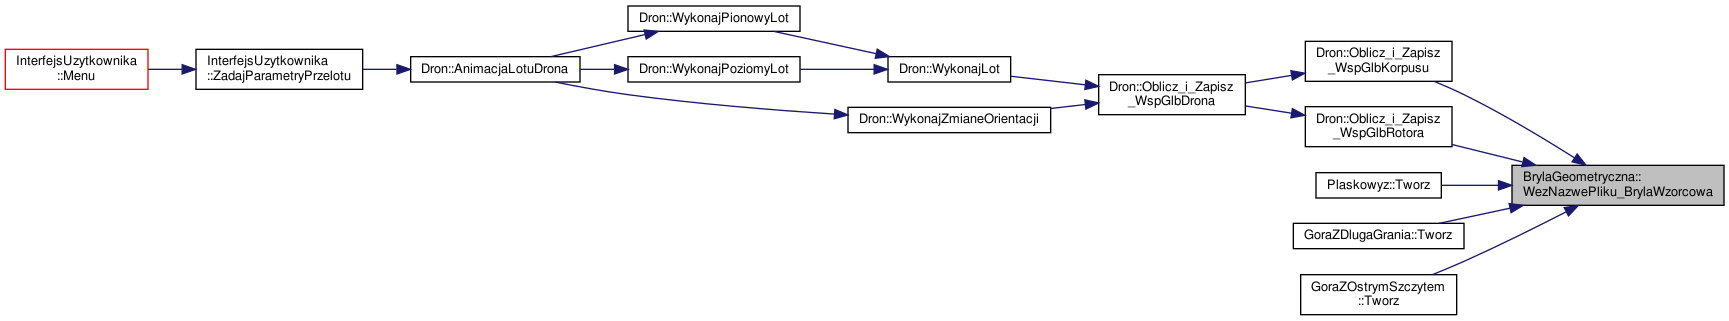 InterfejsUzytkownika
::Menu
InterfejsUzytkownika
::ZadajParametryPrzelotu
Dron::AnimacjaLotuDrona
Dron::WykonajPionowyLot
Dron::WykonajPoziomyLot
Dron::WykonajLot
Dron::WykonajZmianeOrientacji
Dron::Oblicz_i_Zapisz
_WspGlbDrona
Dron::Oblicz_i_Zapisz
_WspGlbKorpusu
Dron::Oblicz_i_Zapisz
_WspGlbRotora
Plaskowyz::Tworz
GoraZDlugaGrania::Tworz
GoraZOstrymSzczytem
::Tworz
BrylaGeometryczna::
WezNazwePliku_BrylaWzorcowa